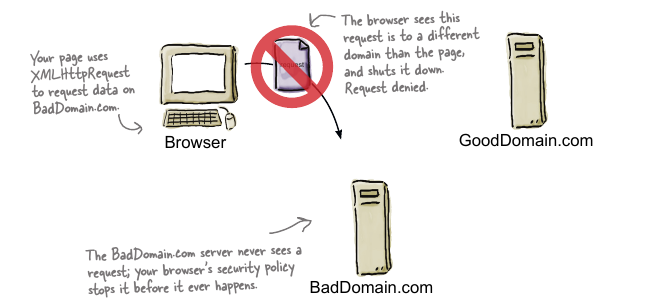 Your page uses
XMLHttpRequest
to request data on
BadDomain.com.
request
The browser sees this
request is to a different
domain than the page,
and shuts it down.
Request denied.
Browser
GoodDomain.com
The BadDomain.com server never sees a
request; your browser's security policy
stops it before it ever happens.
BadDomain.com